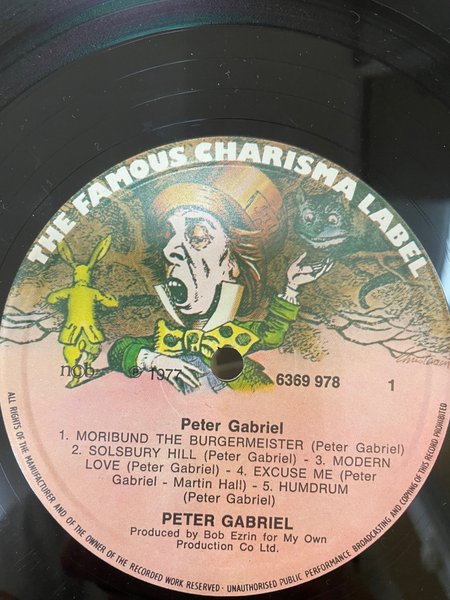 THE FAMOUS CHARISMA LABEL
ncb
℗ 1977
6369 978
1
Peter Gabriel
1. MORIBUND THE BURGERMEISTER (Peter Gabriel)
2. SOLSBURY HILL (Peter Gabriel) - 3. MODERN
LOVE (Peter Gabriel) - 4. EXCUSE ME (Peter
Gabriel - Martin Hall) - 5. HUMDRUM
(Peter Gabriel)
PETER GABRIEL
Produced by Bob Ezrin for My Own
Production Co Ltd.
ALL RIGHTS OF THE MANUFACTURER AND OF THE OWNER OF THE RECORDED WORK RESERVED · UNAUTHORISED PUBLIC PERFORMANCE BROADCASTING AND COPYING OF THIS RECORD PROHIBITED